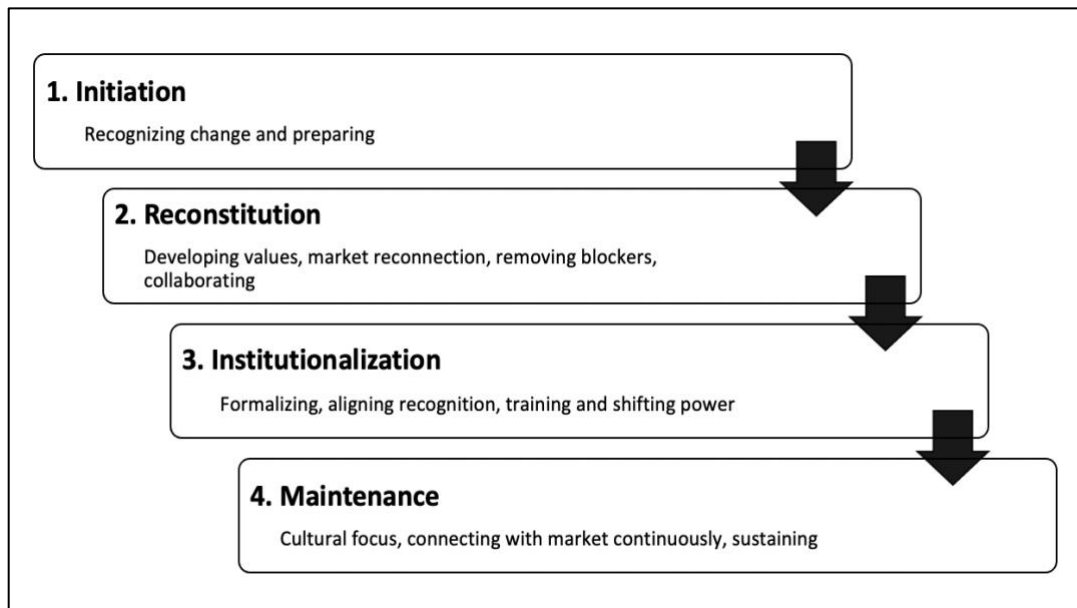 1. Initiation
Recognizing change and preparing
2. Reconstitution
Developing values, market reconnection, removing blockers,
collaborating
3. Institutionalization
Formalizing, aligning recognition, training and shifting power
4. Maintenance
Cultural focus, connecting with market continuously, sustaining